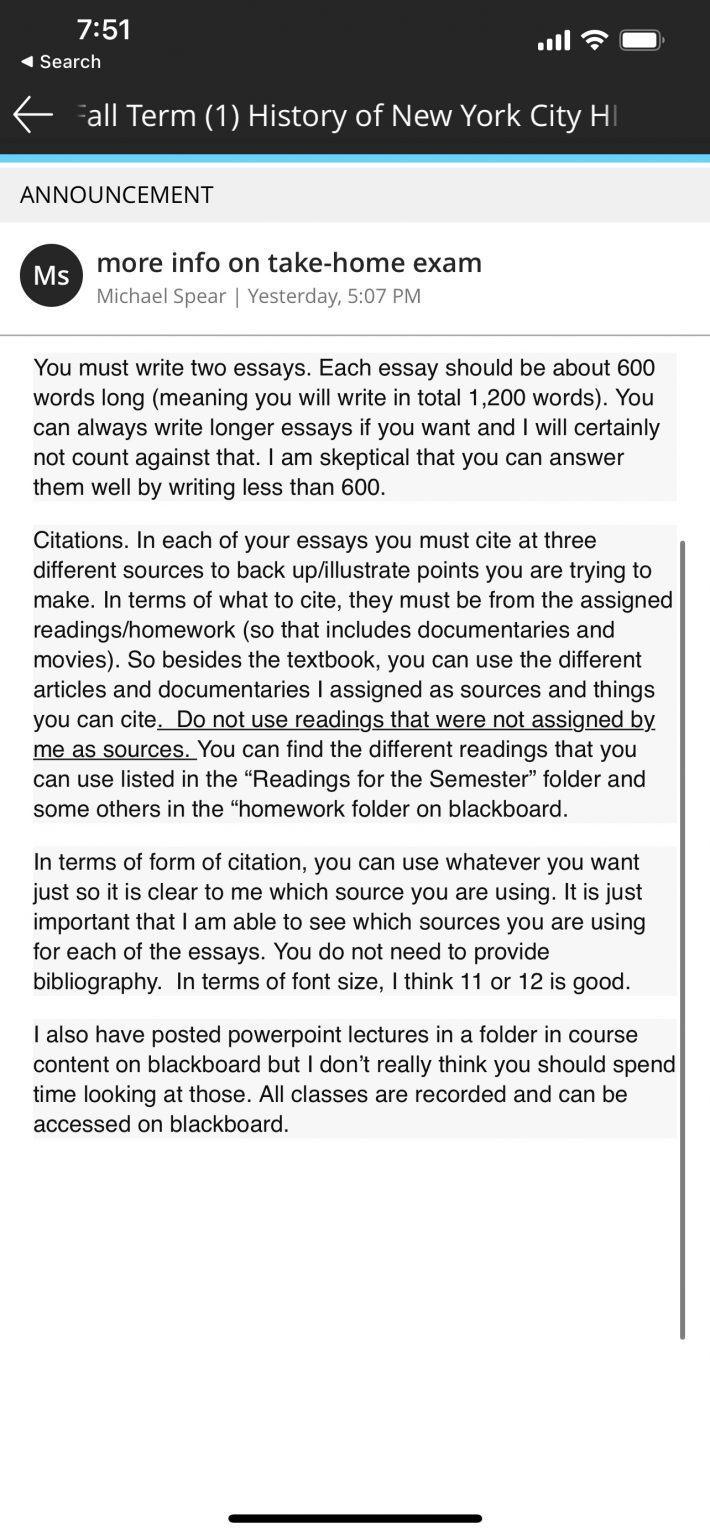 7:51
◀ Search
Fall Term (1) History of New York City HI
ANNOUNCEMENT
Ms
more info on take-home exam
Michael Spear | Yesterday, 5:07 PM
You must write two essays. Each essay should be about 600
words long (meaning you will write in total 1,200 words). You
can always write longer essays if you want and I will certainly
not count against that. I am skeptical that you can answer
them well by writing less than 600.
Citations. In each of your essays you must cite at three
different sources to back up/illustrate points you are trying to
make. In terms of what to cite, they must be from the assigned
readings/homework (so that includes documentaries and
movies). So besides the textbook, you can use the different
articles and documentaries I assigned as sources and things
you can cite.  Do not use readings that were not assigned by
me as sources. You can find the different readings that you
can use listed in the “Readings for the Semester” folder and
some others in the “homework folder on blackboard.
In terms of form of citation, you can use whatever you want
just so it is clear to me which source you are using. It is just
important that I am able to see which sources you are using
for each of the essays. You do not need to provide
bibliography.  In terms of font size, I think 11 or 12 is good.
I also have posted powerpoint lectures in a folder in course
content on blackboard but I don’t really think you should spend
time looking at those. All classes are recorded and can be
accessed on blackboard.